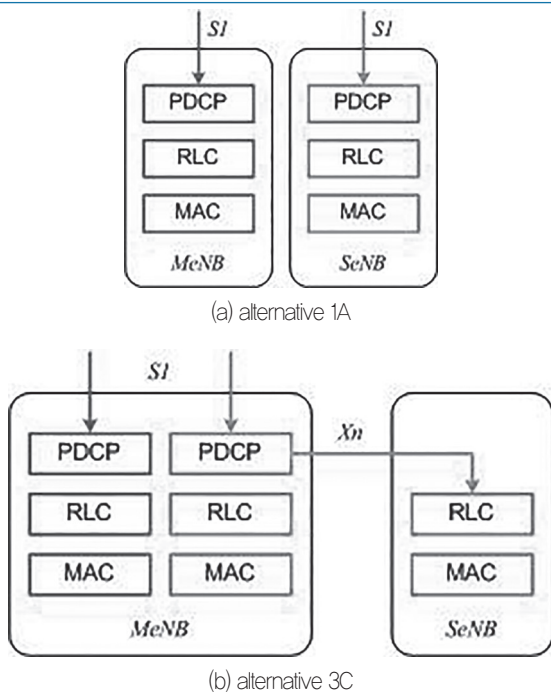 S1 S1
PDCP PDCP
RLC RLC
MAC MAC
MeNB SeNB
(a) alternative 1A
S1
Xn
PDCP PDCP
RLC RLC RLC
MAC MAC MAC
MeNB SeNB
(b) alternative 3C